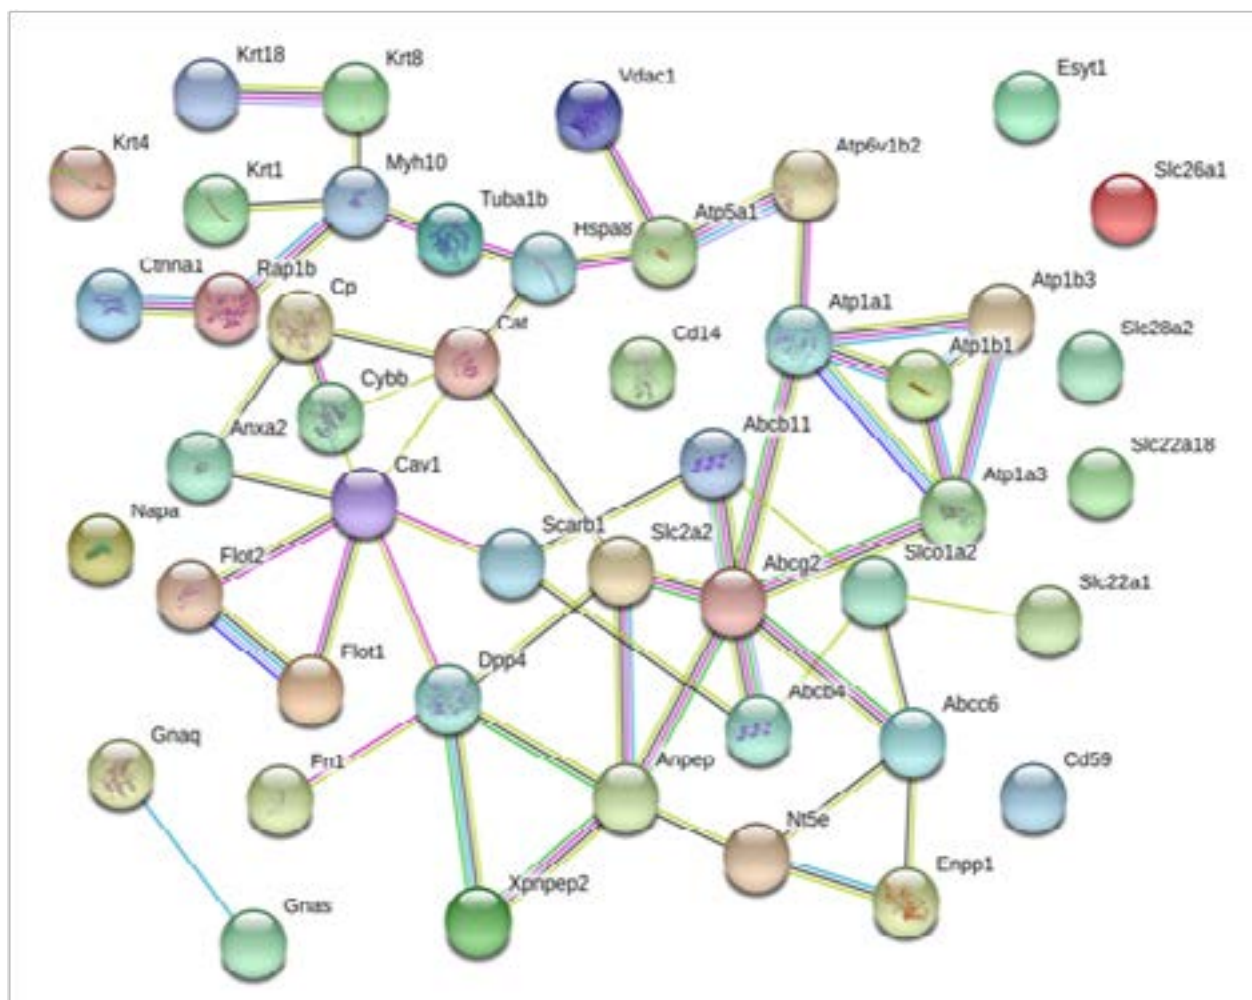 Krt18
Krt8
Vdac1
Esyt1
Krt4
Krt1
Myh10
Tuba1b
Hspa8
Atp5a1
Atp6v1b2
Slc26a1
Ctnna1
Rap1b
Cp
Cat
Cd14
Atp1a1
Atp1b3
Atp1b1
Slc28a2
Cybb
Anxa2
Cav1
Abcb11
Slc22a18
Atp1a3
Napa
Flot2
Scarb1
Slc2a2
Abcg2
Slco1a2
Slc22a1
Flot1
Dpp4
Abcb4
Abcc6
Gnaq
Fn1
Anpep
Cd59
Nt5e
Enpp1
Xpnpep2
Gnas